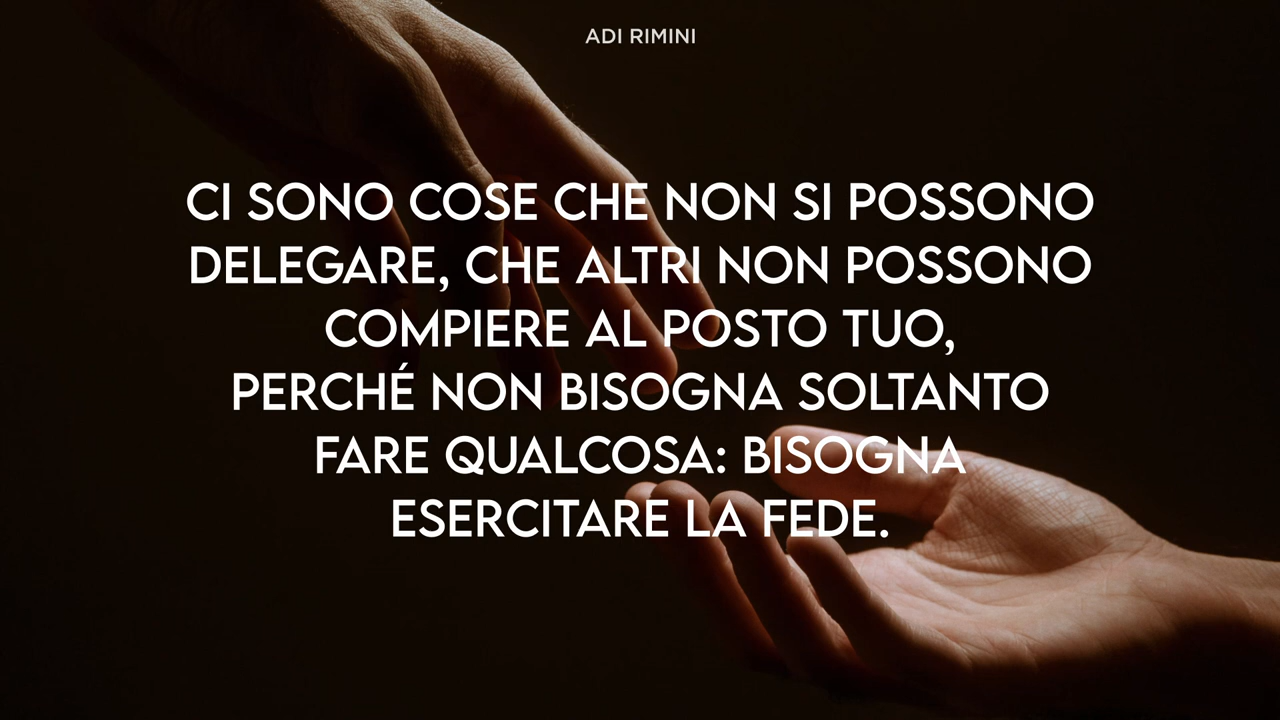 ADI RIMINI
CI SONO COSE CHE NON SI POSSONO
DELEGARE, CHE ALTRI NON POSSONO
COMPIERE AL POSTO TUO,
PERCHÉ NON BISOGNA SOLTANTO
FARE QUALCOSA: BISOGNA
ESERCITARE LA FEDE.